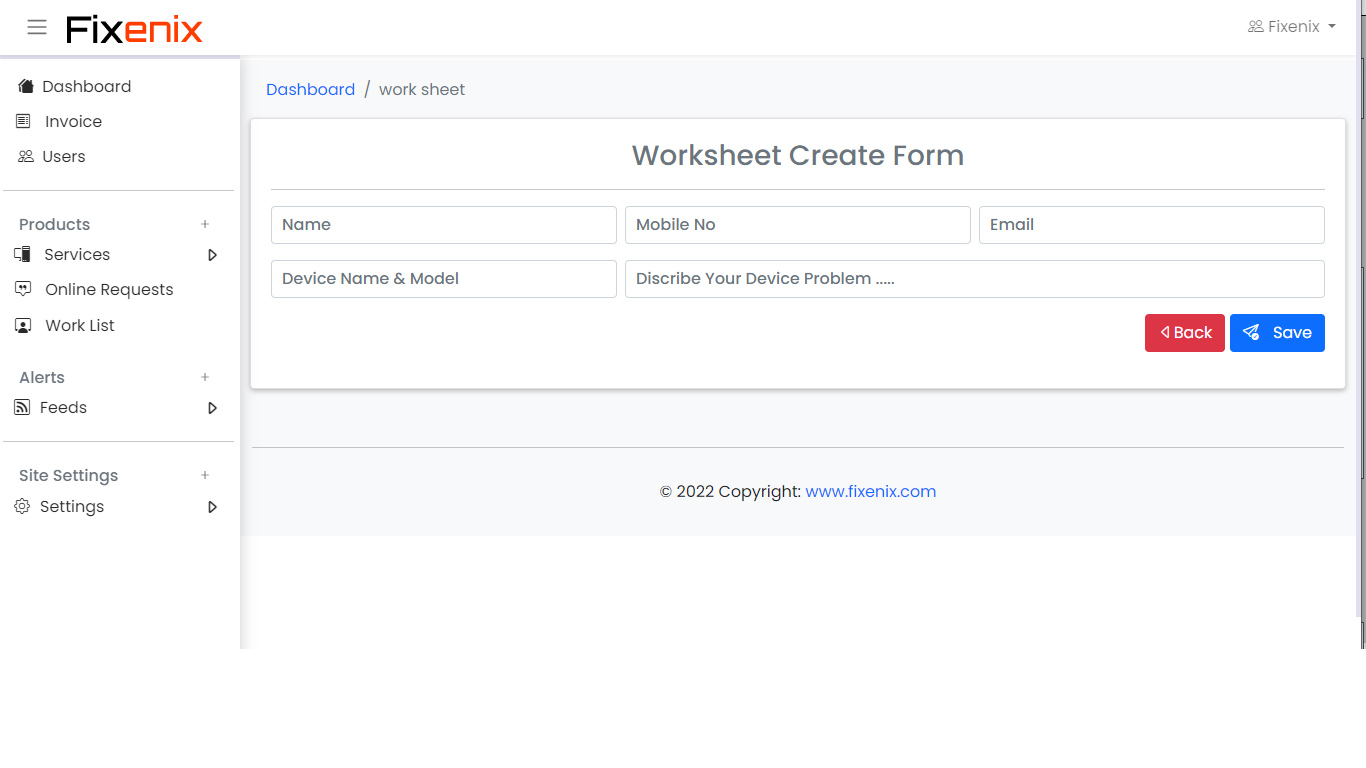 Fixenix
Fixenix
Dashboard
Invoice
Users
Products +
Services
Online Requests
Work List
Alerts +
Feeds
Site Settings +
Settings
Dashboard / work sheet
Worksheet Create Form
Name Mobile No Email
Device Name & Model Discribe Your Device Problem .....
Back Save
© 2022 Copyright: www.fixenix.com